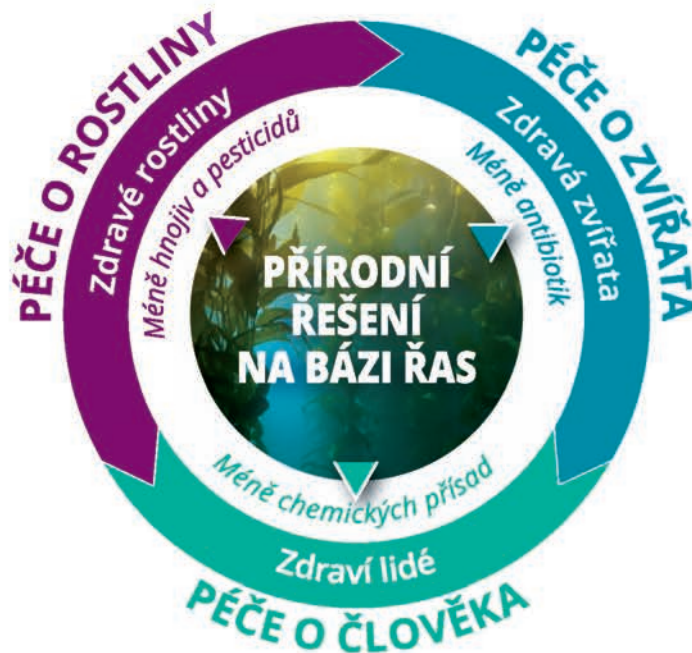 PÉČE O ROSTLINY
Zdravé rostliny
Méně hnojiv a pesticidů
PÉČE O ZVÍŘATA
Zdravá zvířata
Méně antibiotik
PŘÍRODNÍ
ŘEŠENÍ
NA BÁZI ŘAS
Méně chemických přísad
Zdraví lidé
PÉČE O ČLOVĚKA